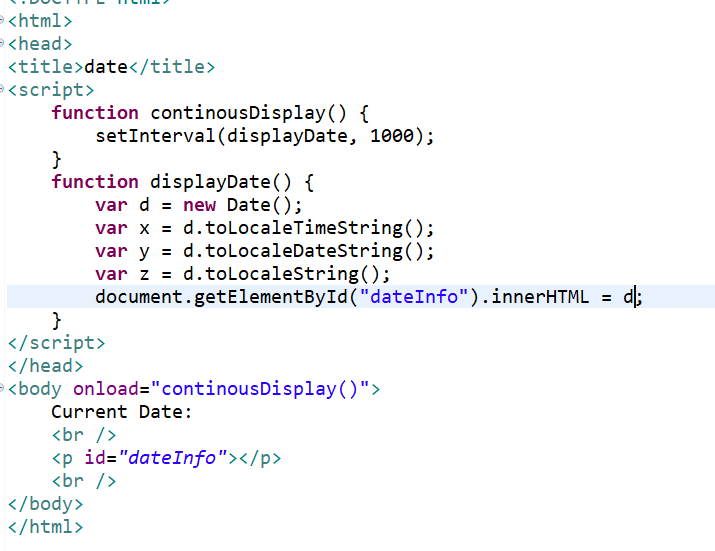 <html>
<head>
<title>date</title>
<script>
    function continousDisplay() {
        setInterval(displayDate, 1000);
    }
    function displayDate() {
        var d = new Date();
        var x = d.toLocaleTimeString();
        var y = d.toLocaleDateString();
        var z = d.toLocaleString();
        document.getElementById("dateInfo").innerHTML = d;
    }
</script>
</head>
<body onload="continousDisplay()">
    Current Date:
    <br />
    <p id="dateInfo"></p>
    <br />
</body>
</html>